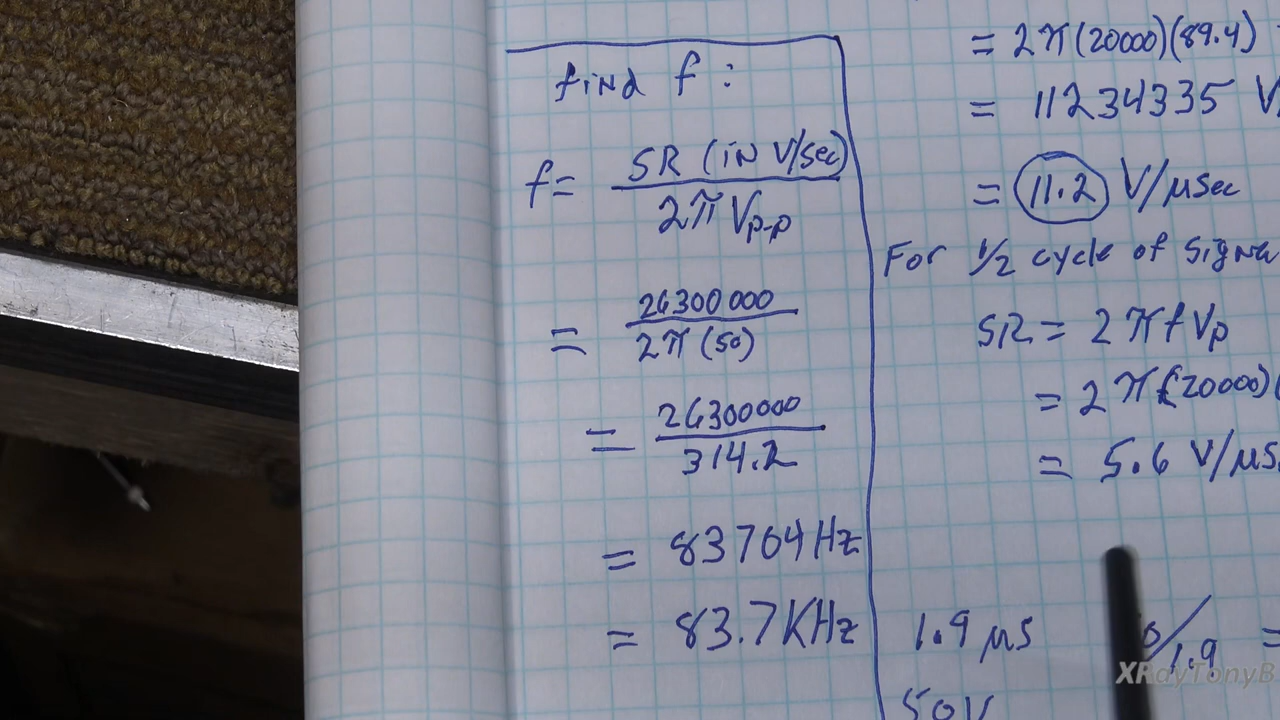 find f :
f = SR (IN V/sec)
2π Vp-p
= 26300000
2π (50)
= 26300000
314.2
= 83704 Hz
= 83.7 KHz
= 2π(20000)(89.4)
= 11234335 V/
= 11.2 V/μsec
For 1/2 cycle of signa
SR = 2πf Vp
= 2π(20000)(
= 5.6 V/μs
1.9 μs
/1.9 =
50V
XRayTonyB